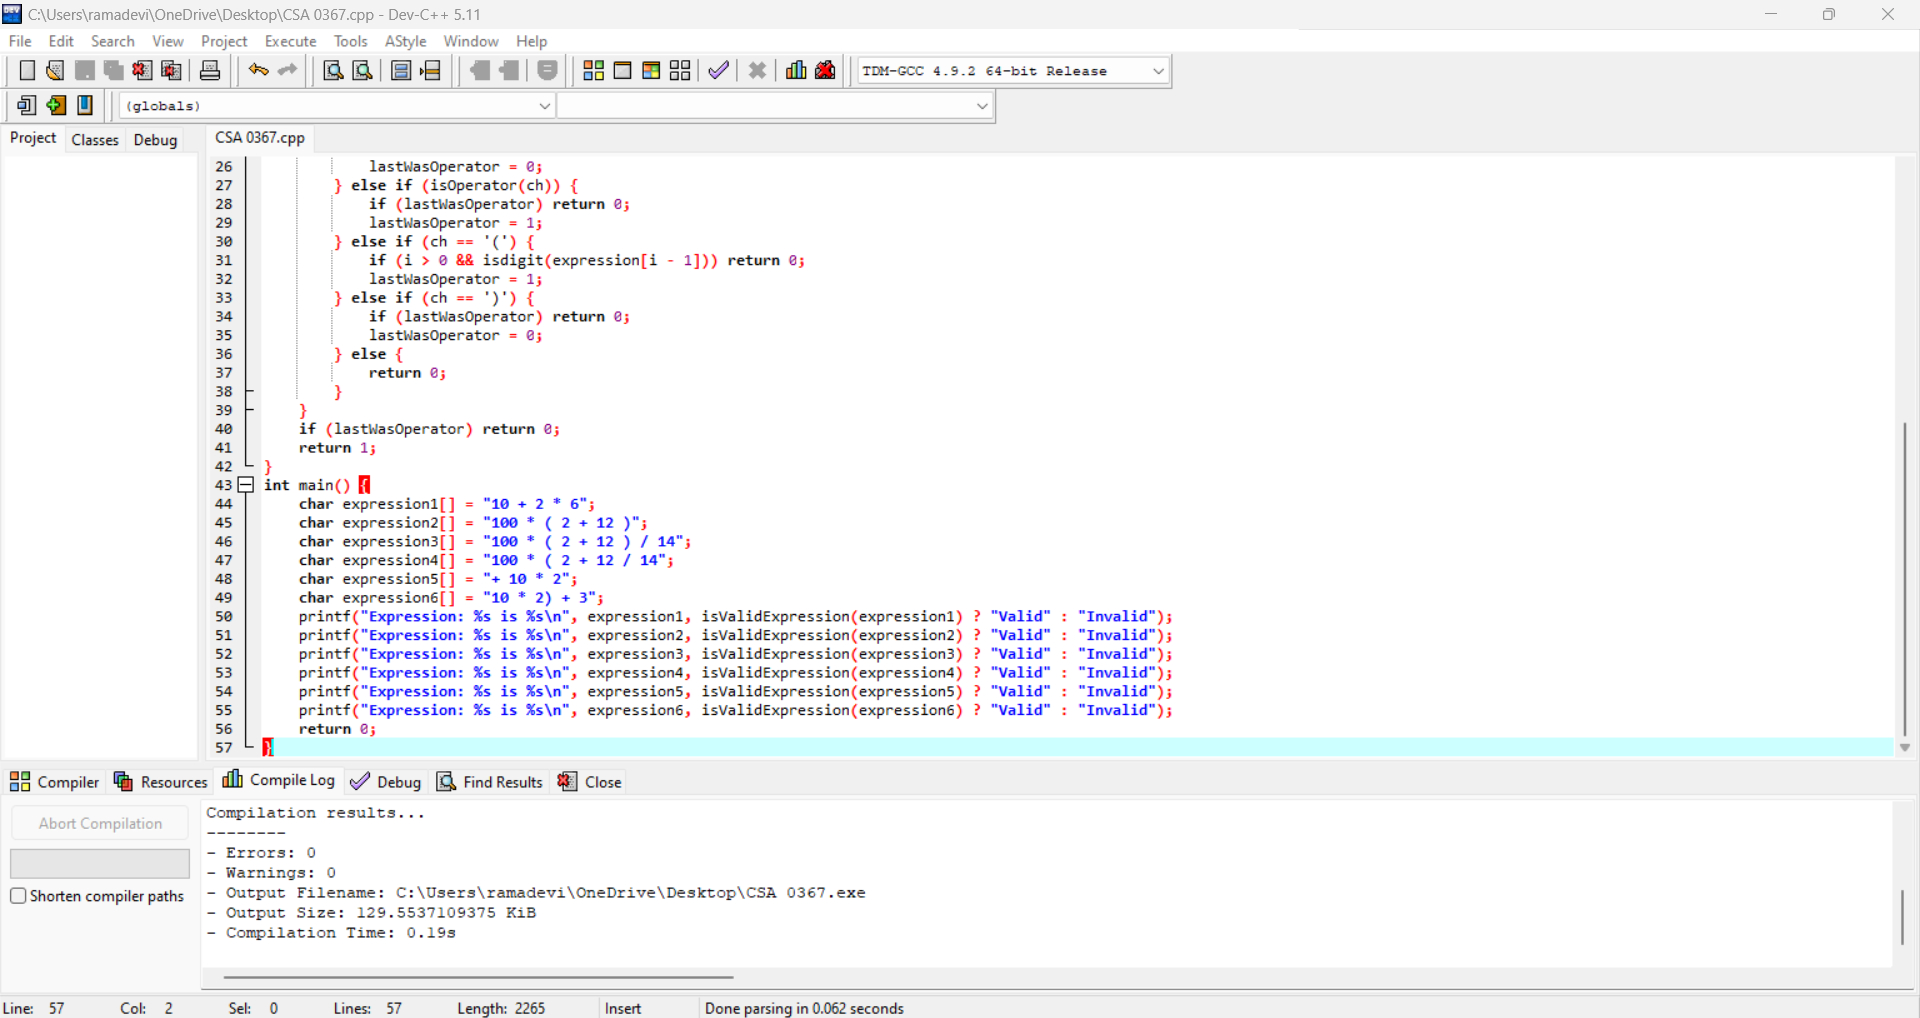 C:\Users\ramadevi\OneDrive\Desktop\CSA 0367.cpp - Dev-C++ 5.11
File Edit Search View Project Execute Tools AStyle Window Help
TDM-GCC 4.9.2 64-bit Release
(globals)
Project Classes Debug CSA 0367.cpp
26 lastWasOperator = 0;
27 } else if (isOperator(ch)) {
28 if (lastWasOperator) return 0;
29 lastWasOperator = 1;
30 } else if (ch == '(') {
31 if (i > 0 && isdigit(expression[i - 1])) return 0;
32 lastWasOperator = 1;
33 } else if (ch == ')') {
34 if (lastWasOperator) return 0;
35 lastWasOperator = 0;
36 } else {
37 return 0;
38 }
39 }
40 if (lastWasOperator) return 0;
41 return 1;
42 }
43 int main() {
44 char expression1[] = "10 + 2 * 6";
45 char expression2[] = "100 * ( 2 + 12 )";
46 char expression3[] = "100 * ( 2 + 12 ) / 14";
47 char expression4[] = "100 * ( 2 + 12 / 14";
48 char expression5[] = "+ 10 * 2";
49 char expression6[] = "10 * 2) + 3";
50 printf("Expression: %s is %s\n", expression1, isValidExpression(expression1) ? "Valid" : "Invalid");
51 printf("Expression: %s is %s\n", expression2, isValidExpression(expression2) ? "Valid" : "Invalid");
52 printf("Expression: %s is %s\n", expression3, isValidExpression(expression3) ? "Valid" : "Invalid");
53 printf("Expression: %s is %s\n", expression4, isValidExpression(expression4) ? "Valid" : "Invalid");
54 printf("Expression: %s is %s\n", expression5, isValidExpression(expression5) ? "Valid" : "Invalid");
55 printf("Expression: %s is %s\n", expression6, isValidExpression(expression6) ? "Valid" : "Invalid");
56 return 0;
57 }
Compiler Resources Compile Log Debug Find Results Close
Abort Compilation
Shorten compiler paths
Compilation results...
--------
- Errors: 0
- Warnings: 0
- Output Filename: C:\Users\ramadevi\OneDrive\Desktop\CSA 0367.exe
- Output Size: 129.5537109375 KiB
- Compilation Time: 0.19s
Line: 57 Col: 2 Sel: 0 Lines: 57 Length: 2265 Insert Done parsing in 0.062 seconds